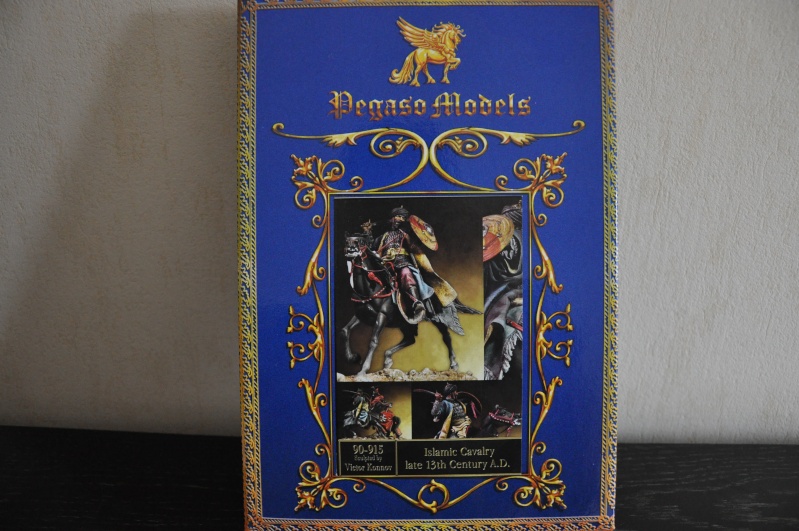 Pegaso Models
90-915
Sculpted by
Victor Konnov
Islamic Cavalry
late 13th Century A.D.